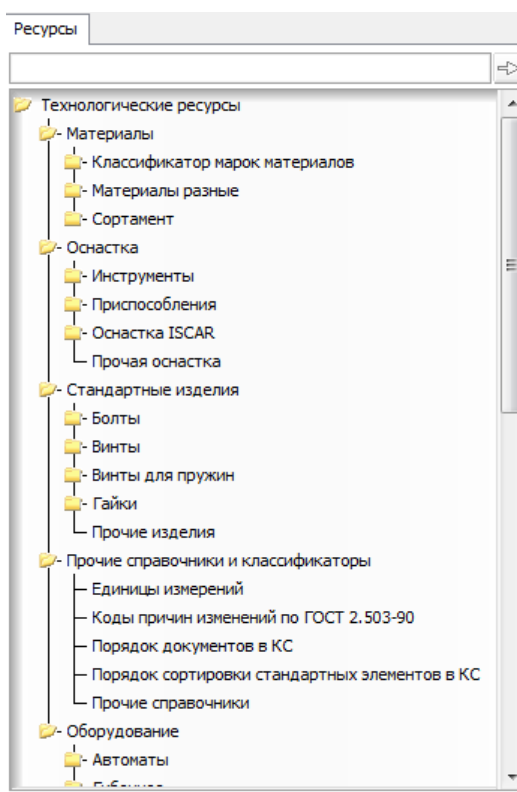 Ресурсы
Технологические ресурсы
- Материалы
- Классификатор марок материалов
- Материалы разные
- Сортамент
- Оснастка
- Инструменты
- Приспособления
- Оснастка ISCAR
Прочая оснастка
- Стандартные изделия
- Болты
- Винты
- Винты для пружин
- Гайки
Прочие изделия
- Прочие справочники и классификаторы
Единицы измерений
Коды причин изменений по ГОСТ 2.503-90
Порядок документов в КС
Порядок сортировки стандартных элементов в КС
Прочие справочники
- Оборудование
- Автоматы